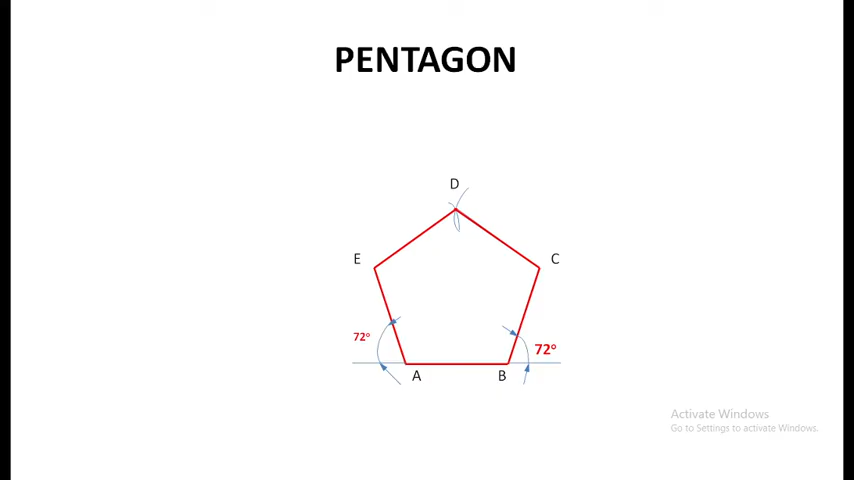 PENTAGON
D
E
C
72°
72°
A
B
Activate Windows
Go to Settings to activate Windows.